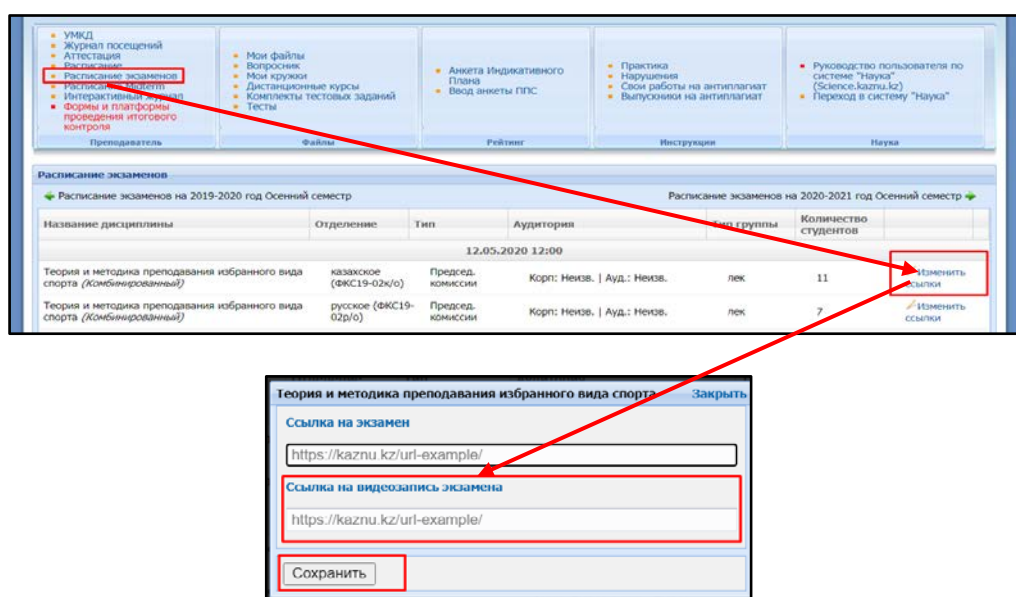 УМКД
Журнал посещений
Аттестация
Расписание
Расписание экзаменов
Расписание Midterm
Интерактивный журнал
Формы и платформы
проведения итогового
контроля
Преподаватель
Мои файлы
Вопросник
Мои кружки
Дистанционные курсы
Комплекты тестовых заданий
Тесты
Файлы
Анкета Индикативного
Плана
Ввод анкеты ППС
Рейтинг
Практика
Нарушения
Свои работы на антиплагиат
Выпускники на антиплагиат
Инструкции
Руководство пользователя по
системе "Наука"
(Science.kaznu.kz)
Переход в систему "Наука"
Наука
Расписание экзаменов
Расписание экзаменов на 2019-2020 год Осенний семестр
Расписание экзаменов на 2020-2021 год Осенний семестр
Название дисциплины Отделение Тип Аудитория Тип группы Количество
студентов
12.05.2020 12:00
Теория и методика преподавания избранного вида казахское Председ. Корп: Неизв. | Ауд.: Неизв. лек 11 Изменить
спорта (Комбинированный) (ФКС19-02к/о) комиссии ссылки
Теория и методика преподавания избранного вида русское (ФКС19- Председ. Корп: Неизв. | Ауд.: Неизв. лек 7 Изменить
спорта (Комбинированный) 02р/о) комиссии ссылки
Теория и методика преподавания избранного вида спорта Закрыть
Ссылка на экзамен
https://kaznu.kz/url-example/
Ссылка на видеозапись экзамена
https://kaznu.kz/url-example/
Сохранить